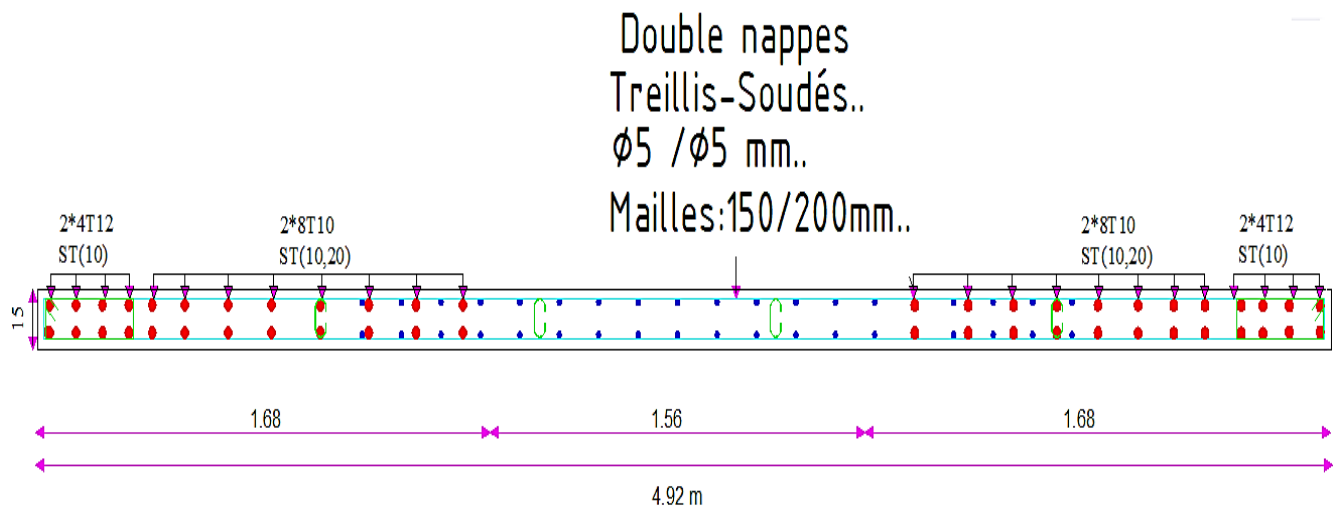 Double nappes
Treillis-Soudés..
Ø5 /Ø5 mm..
Mailles:150/200mm..
2*4T12
ST(10)
2*8T10
ST(10,20)
2*8T10
ST(10,20)
2*4T12
ST(10)
15
1.68
1.56
1.68
4.92 m